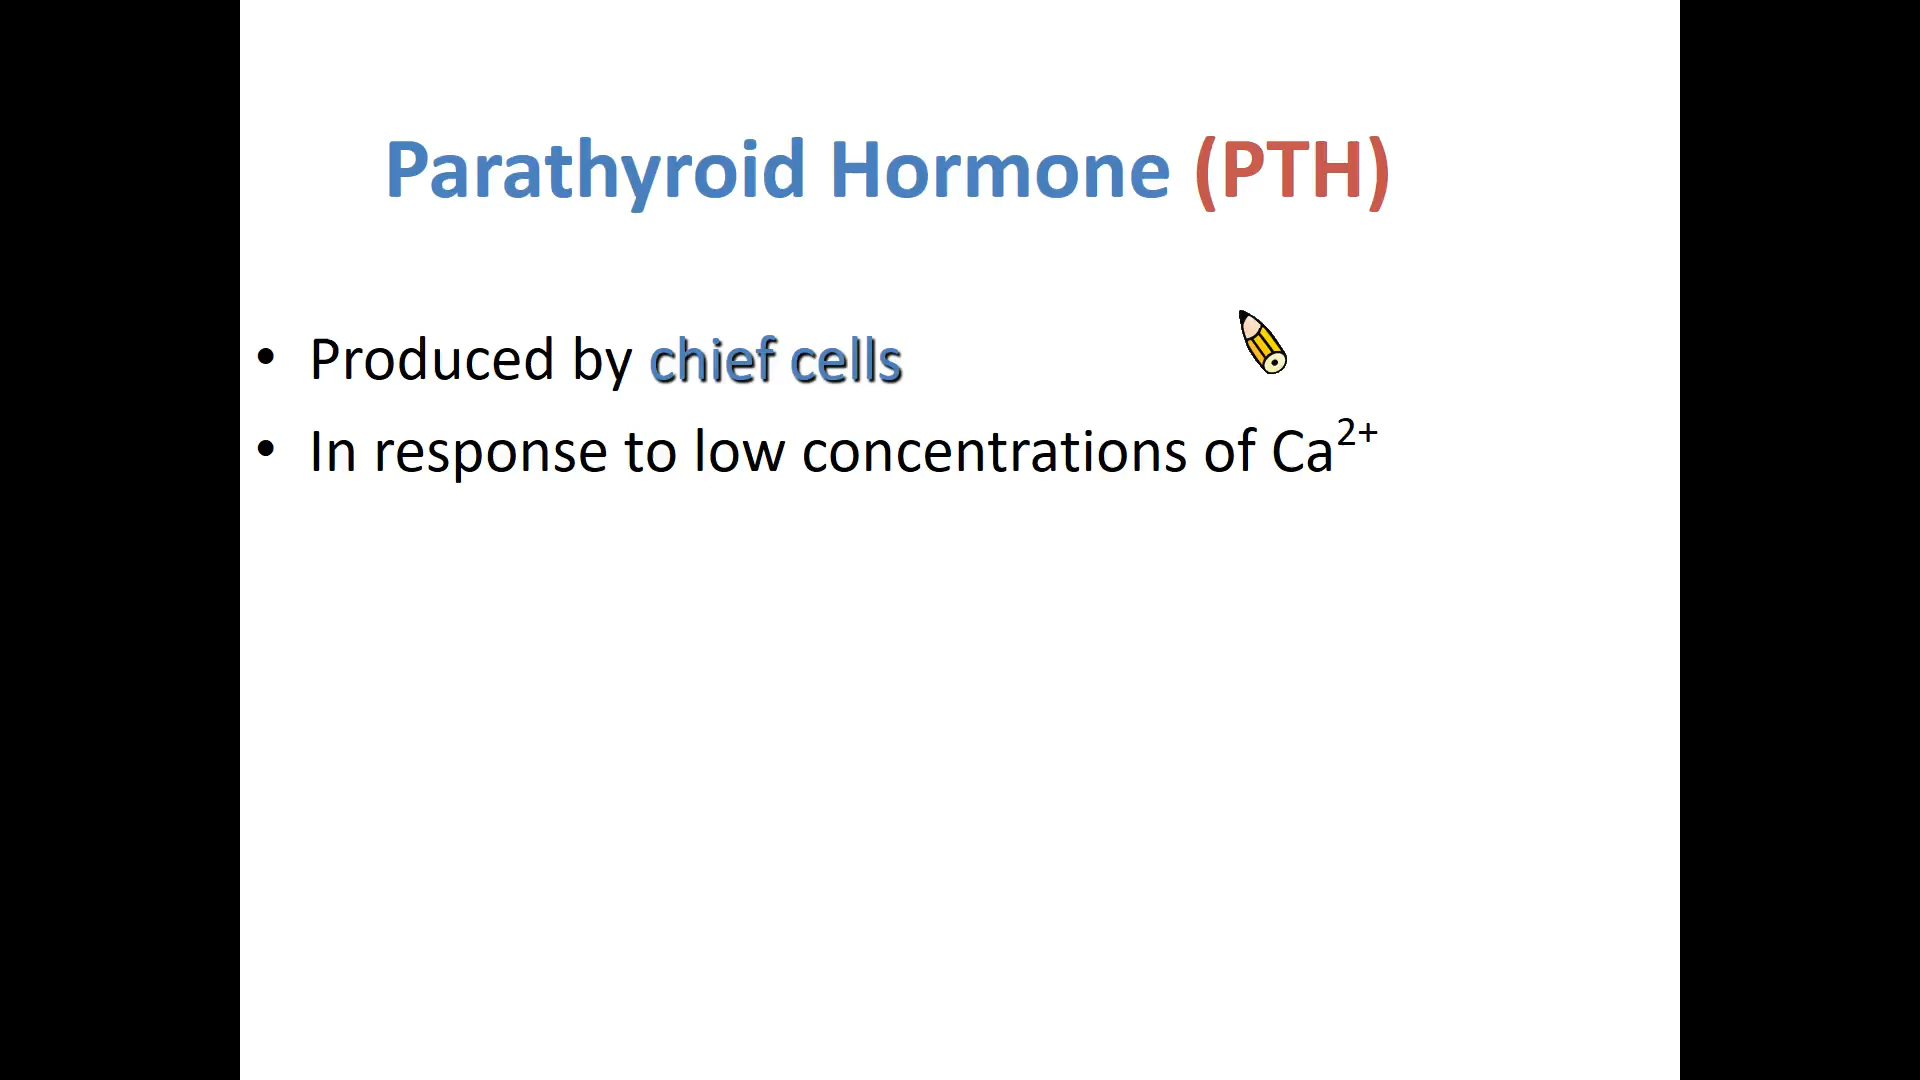 Parathyroid Hormone (PTH)
• Produced by chief cells
• In response to low concentrations of Ca²⁺